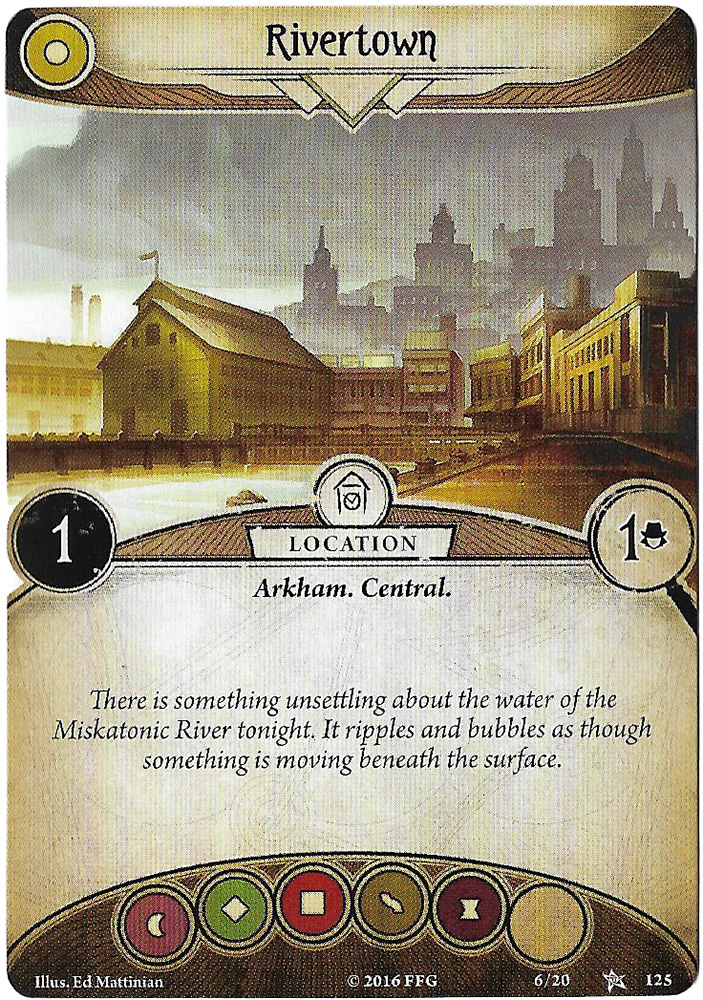 Rivertown
1
LOCATION
1
Arkham. Central.
There is something unsettling about the water of the
Miskatonic River tonight. It ripples and bubbles as though
something is moving beneath the surface.
Illus. Ed Mattinian
© 2016 FFG
6/20
125